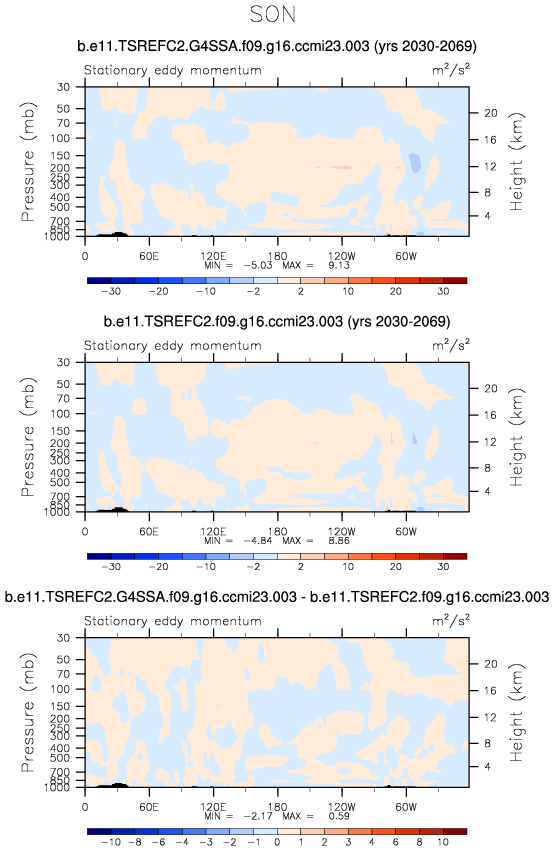 SON
b.e11.TSREFC2.G4SSA.f09.g16.ccmi23.003 (yrs 2030-2069)
Stationary eddy momentum m²/s²
Pressure (mb)
30
50
70
100
150
200
250
300
400
500
700
850
1000
Height (km)
20
16
12
8
4
0 60E 120E 180 120W 60W
MIN = -5.03 MAX = 9.13
-30 -20 -10 -2 2 10 20 30
b.e11.TSREFC2.f09.g16.ccmi23.003 (yrs 2030-2069)
Stationary eddy momentum m²/s²
Pressure (mb)
30
50
70
100
150
200
250
300
400
500
700
850
1000
Height (km)
20
16
12
8
4
0 60E 120E 180 120W 60W
MIN = -4.84 MAX = 8.86
-30 -20 -10 -2 2 10 20 30
b.e11.TSREFC2.G4SSA.f09.g16.ccmi23.003 - b.e11.TSREFC2.f09.g16.ccmi23.003
Stationary eddy momentum m²/s²
Pressure (mb)
30
50
70
100
150
200
250
300
400
500
700
850
1000
Height (km)
20
16
12
8
4
0 60E 120E 180 120W 60W
MIN = -2.17 MAX = 0.59
-10 -8 -6 -4 -2 -1 0 1 2 4 6 8 10